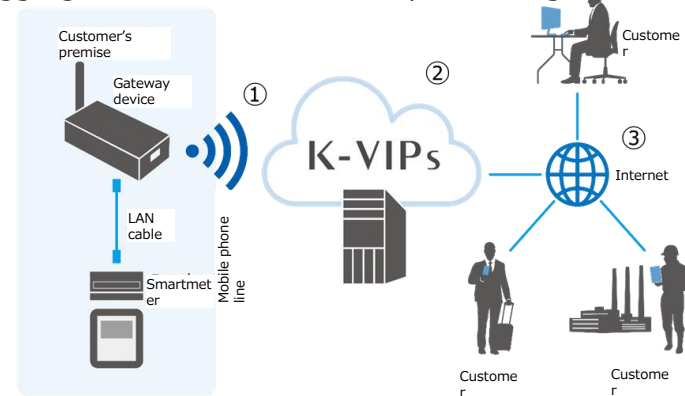 Customer's
premise
Gateway
device
①
②
K-VIPs
Custome
r
③
Internet
LAN
cable
Mobile phone
line
Smartmet
er
Custome
r
Custome
r